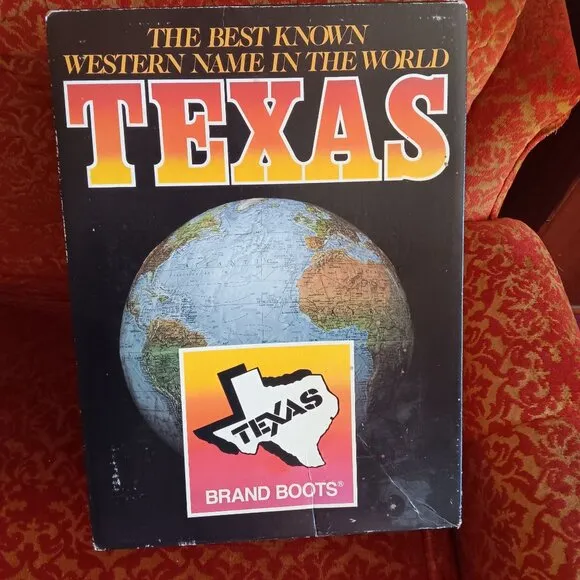 THE BEST KNOWN
WESTERN NAME IN THE WORLD
TEXAS
TEXAS
BRAND BOOTS®